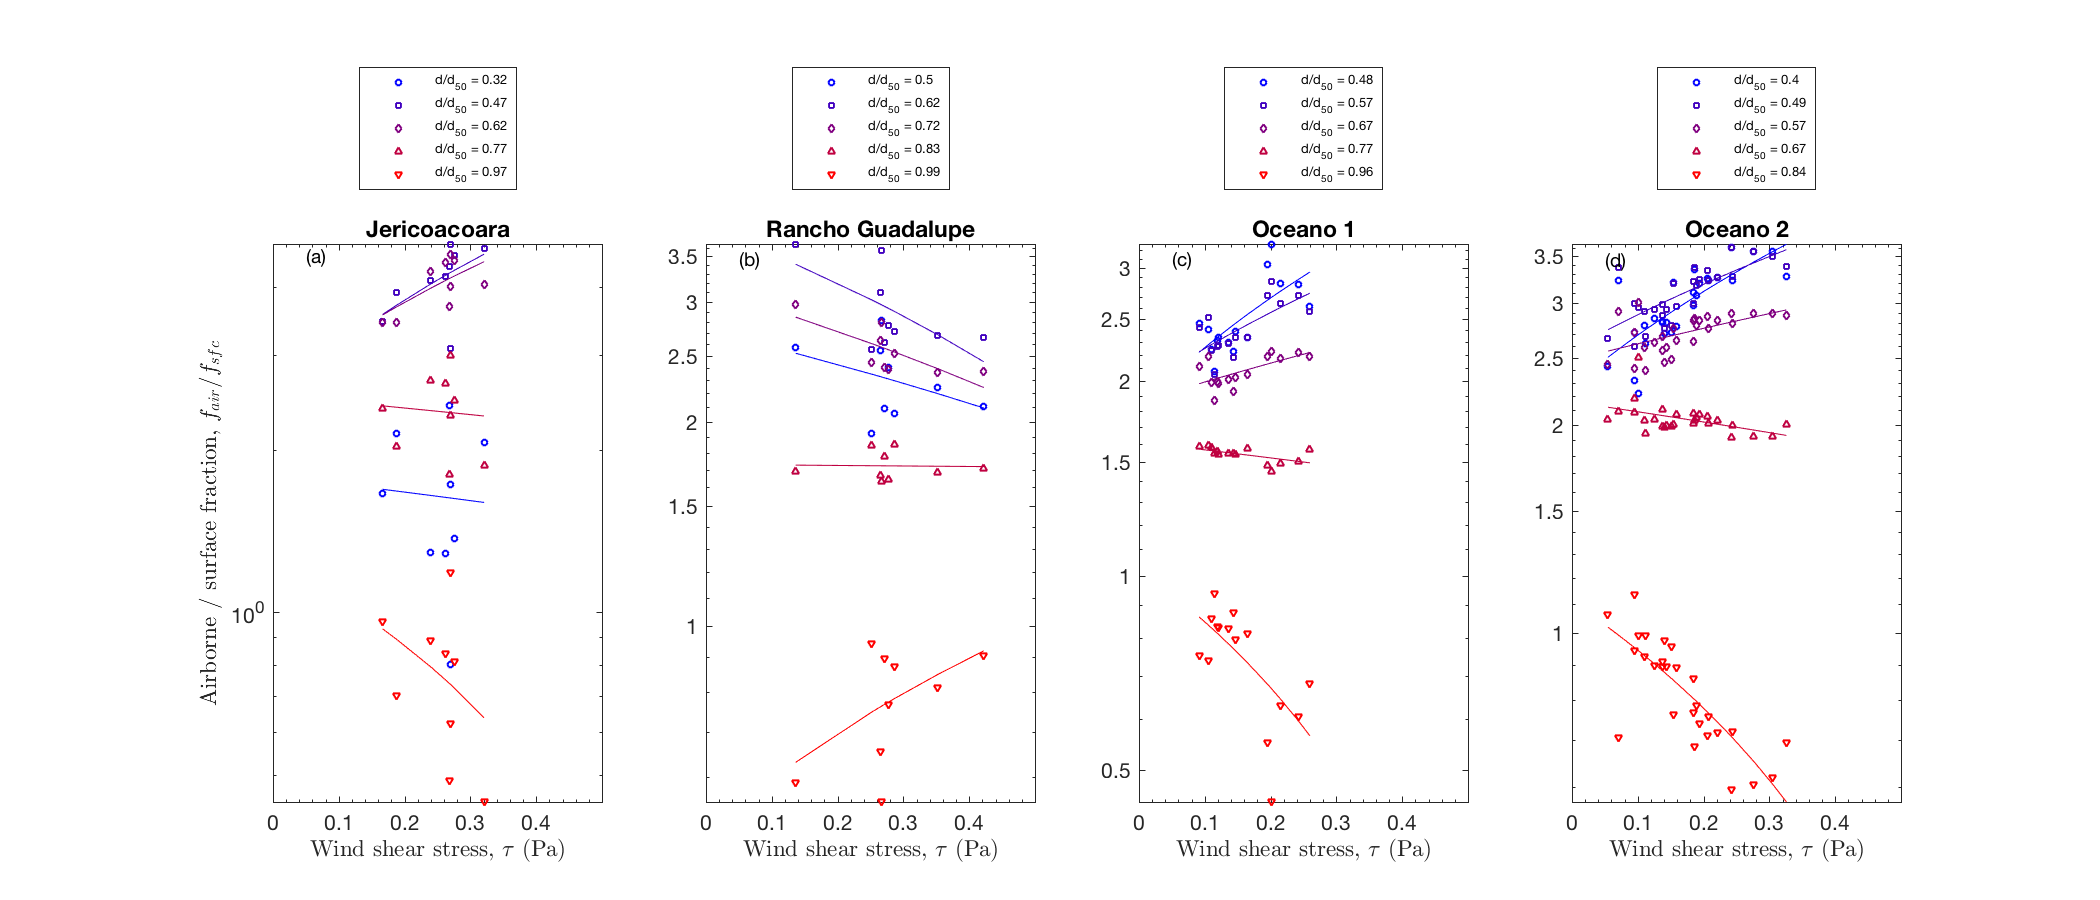 d/d50 = 0.32
d/d50 = 0.47
d/d50 = 0.62
d/d50 = 0.77
d/d50 = 0.97
d/d50 = 0.5
d/d50 = 0.62
d/d50 = 0.72
d/d50 = 0.83
d/d50 = 0.99
d/d50 = 0.48
d/d50 = 0.57
d/d50 = 0.67
d/d50 = 0.77
d/d50 = 0.96
d/d50 = 0.4
d/d50 = 0.49
d/d50 = 0.57
d/d50 = 0.67
d/d50 = 0.84
Airborne / surface fraction, fair/fsfc
Jericoacoara
(a)
10^0
0 0.1 0.2 0.3 0.4
Wind shear stress, τ (Pa)
Rancho Guadalupe
(b)
3.5
3
2.5
2
1.5
1
0 0.1 0.2 0.3 0.4
Wind shear stress, τ (Pa)
Oceano 1
(c)
3
2.5
2
1.5
1
0.5
0 0.1 0.2 0.3 0.4
Wind shear stress, τ (Pa)
Oceano 2
(d)
3.5
3
2.5
2
1.5
1
0 0.1 0.2 0.3 0.4
Wind shear stress, τ (Pa)